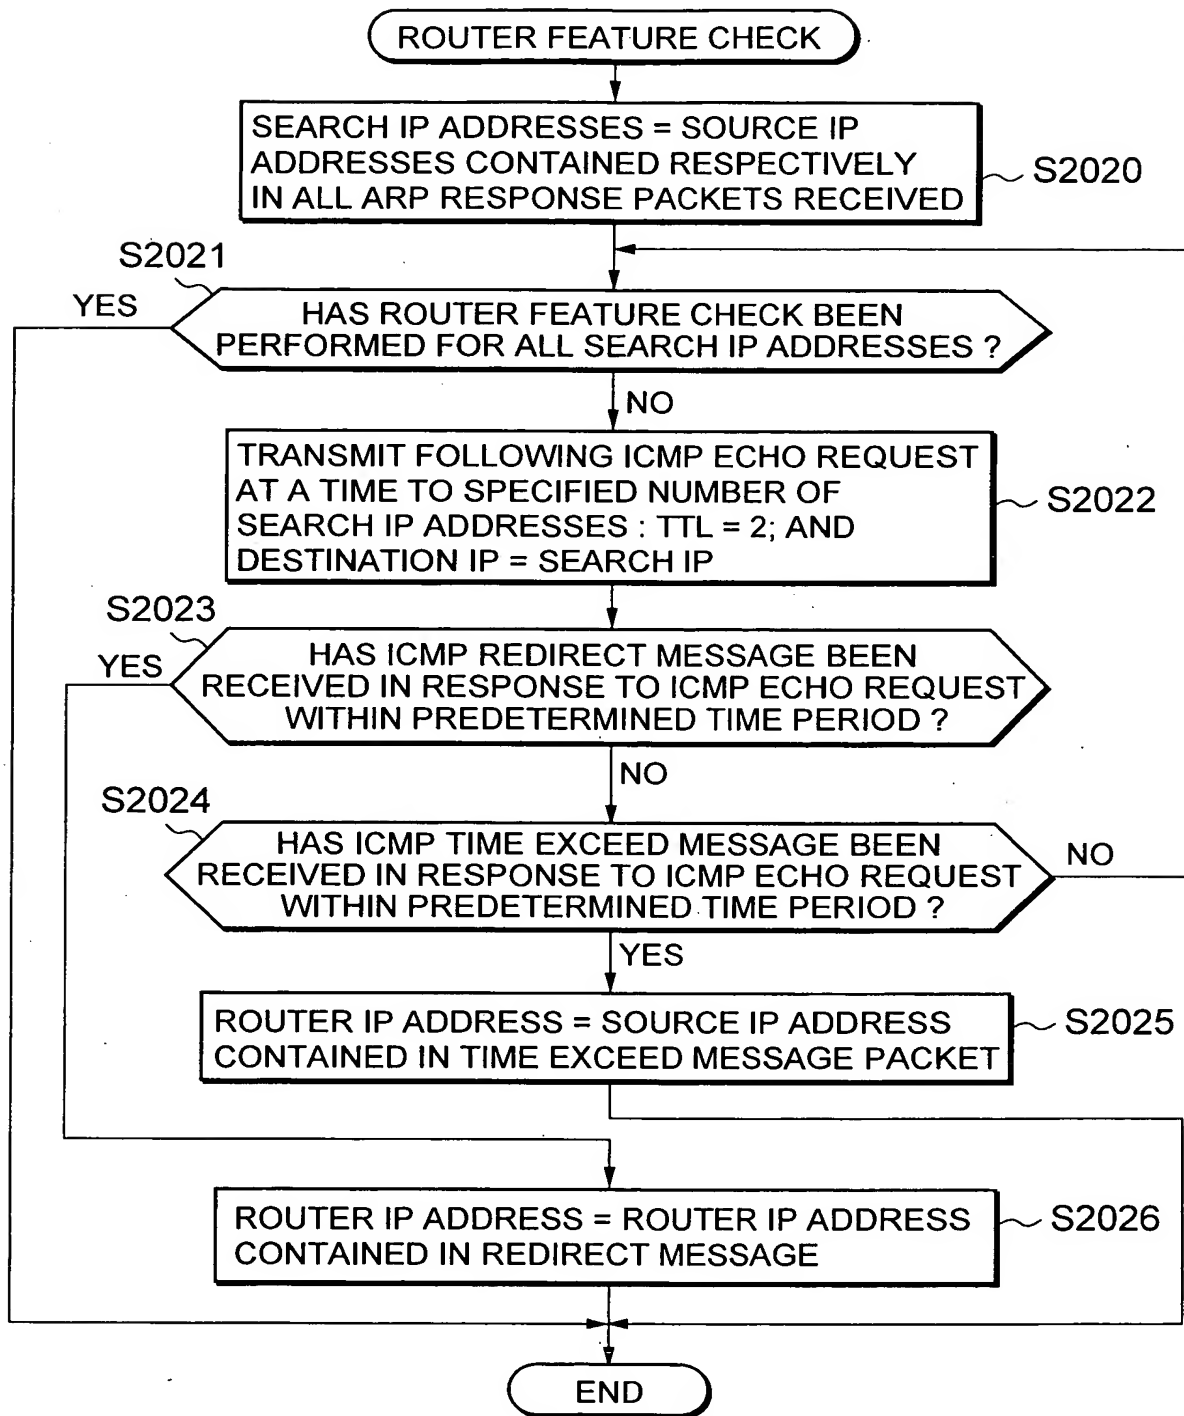 ROUTER FEATURE CHECK
SEARCH IP ADDRESSES = SOURCE IP
ADDRESSES CONTAINED RESPECTIVELY
IN ALL ARP RESPONSE PACKETS RECEIVED
S2020
S2021
YES
HAS ROUTER FEATURE CHECK BEEN
PERFORMED FOR ALL SEARCH IP ADDRESSES ?
NO
TRANSMIT FOLLOWING ICMP ECHO REQUEST
AT A TIME TO SPECIFIED NUMBER OF
SEARCH IP ADDRESSES : TTL = 2; AND
DESTINATION IP = SEARCH IP
S2022
S2023
YES
HAS ICMP REDIRECT MESSAGE BEEN
RECEIVED IN RESPONSE TO ICMP ECHO REQUEST
WITHIN PREDETERMINED TIME PERIOD ?
NO
S2024
HAS ICMP TIME EXCEED MESSAGE BEEN
RECEIVED IN RESPONSE TO ICMP ECHO REQUEST
WITHIN PREDETERMINED TIME PERIOD ?
NO
YES
ROUTER IP ADDRESS = SOURCE IP ADDRESS
CONTAINED IN TIME EXCEED MESSAGE PACKET
S2025
ROUTER IP ADDRESS = ROUTER IP ADDRESS
CONTAINED IN REDIRECT MESSAGE
S2026
END